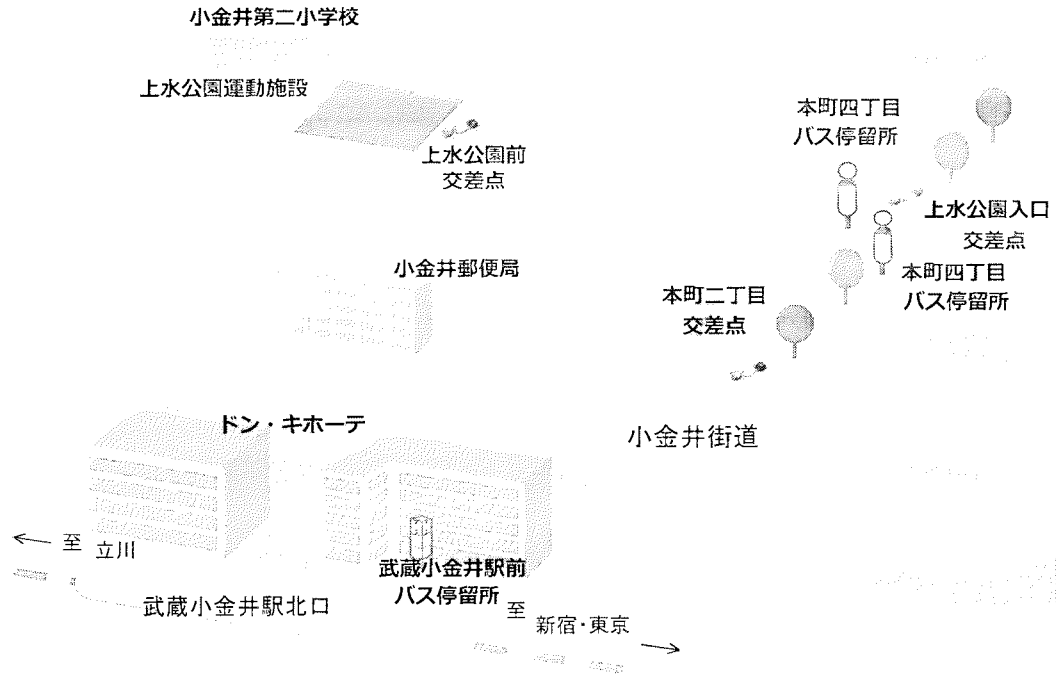 小金井第二小学校
上水公園運動施設
上水公園前
交差点
本町四丁目
バス停留所
上水公園入口
交差点
本町四丁目
バス停留所
小金井郵便局
本町二丁目
交差点
ドン・キホーテ
小金井街道
← 至 立川
武蔵小金井駅北口
武蔵小金井駅前
バス停留所
至 新宿・東京 →